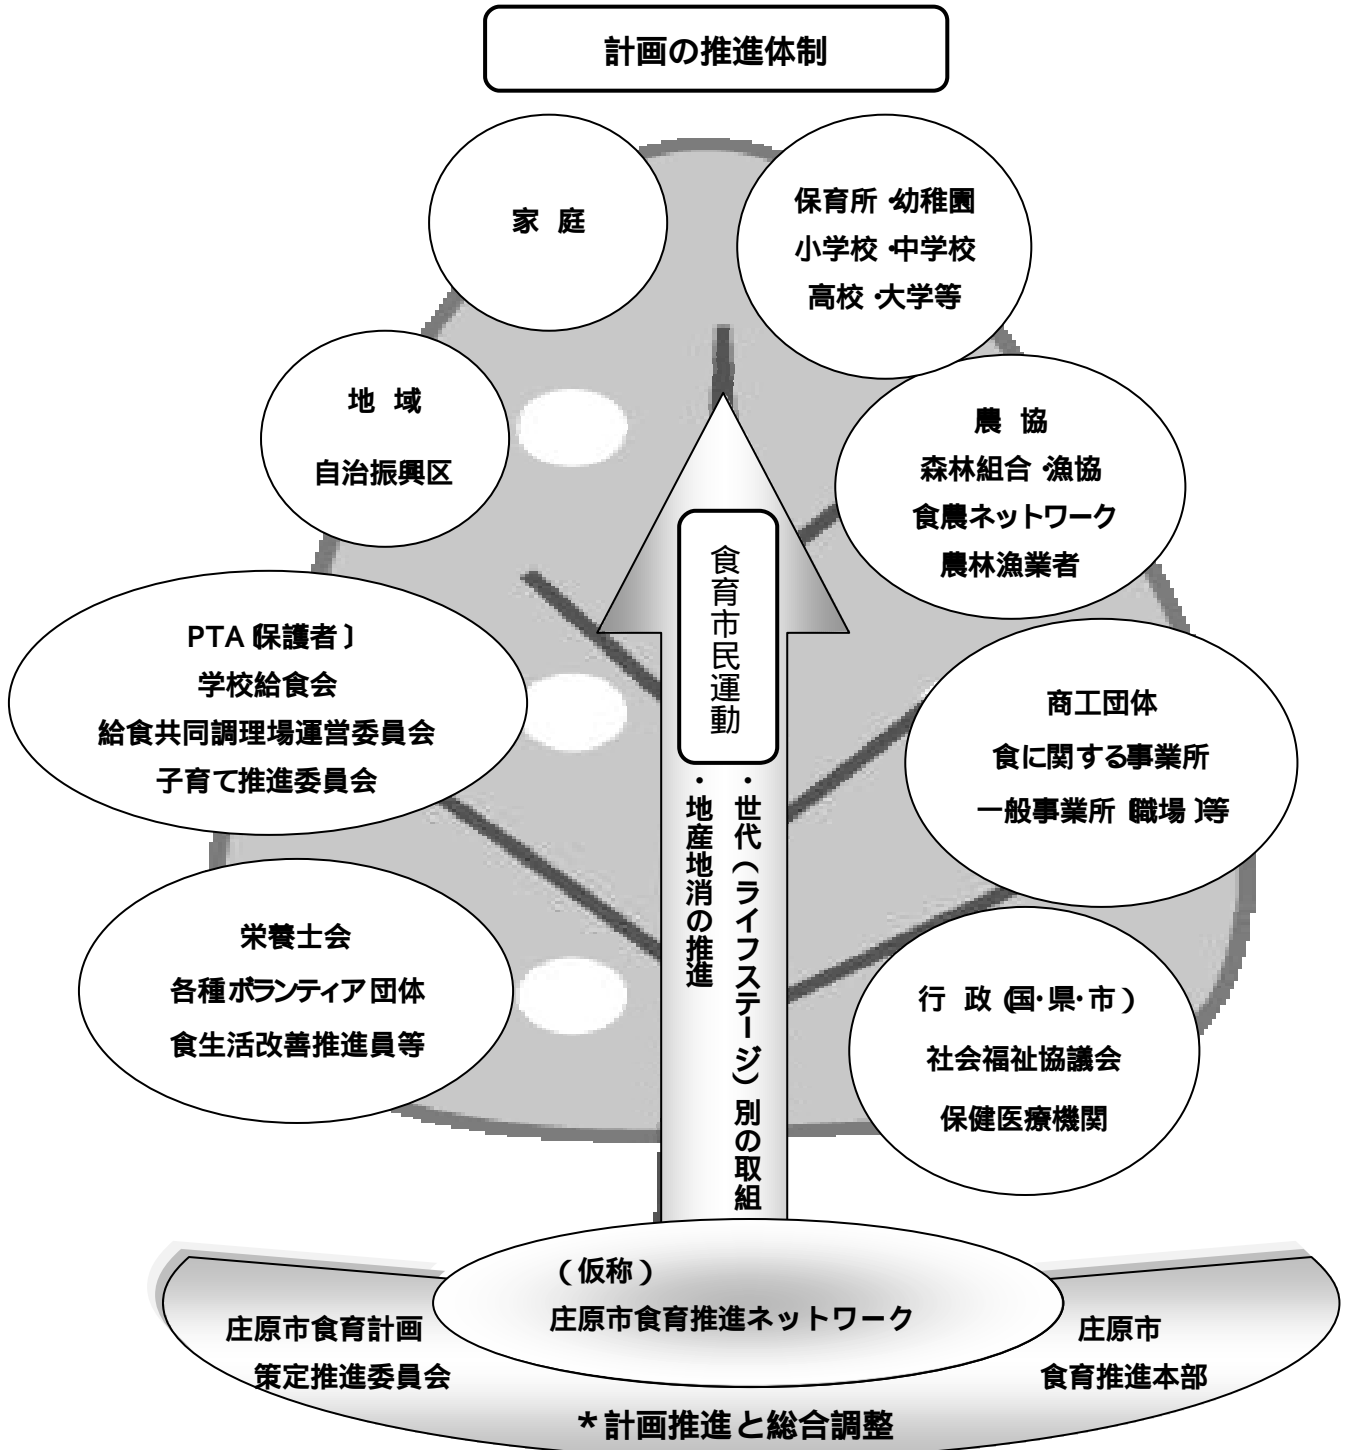 計画の推進体制
家 庭
保育所・幼稚園
小学校・中学校
高校・大学等
地 域
自治振興区
農 協
森林組合・漁協
食農ネットワーク
農林漁業者
PTA〔保護者〕
学校給食会
給食共同調理場運営委員会
子育て推進委員会
商工団体
食に関する事業所
一般事業所〔職場〕等
栄養士会
各種ボランティア団体
食生活改善推進員等
行 政(国・県・市)
社会福祉協議会
保健医療機関
食育市民運動
・世代(ライフステージ)別の取組
・地産地消の推進
(仮称)
庄原市食育推進ネットワーク
庄原市食育計画
策定推進委員会
庄原市
食育推進本部
*計画推進と総合調整